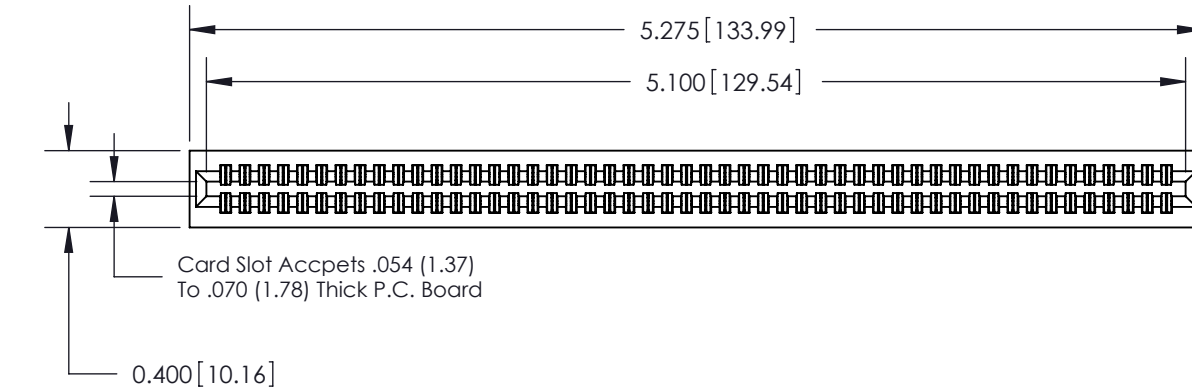 5.275[133.99]
5.100[129.54]
Card Slot Accpets .054 (1.37)
To .070 (1.78) Thick P.C. Board
0.400[10.16]